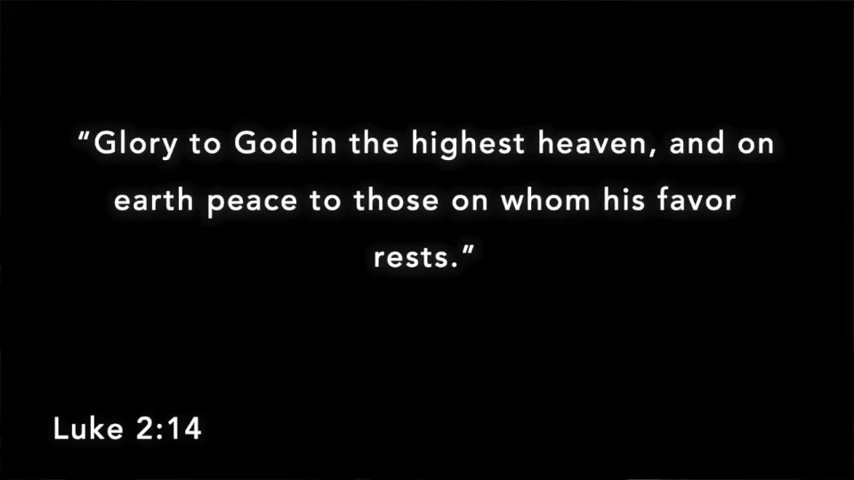 “Glory to God in the highest heaven, and on
earth peace to those on whom his favor
rests.”
Luke 2:14